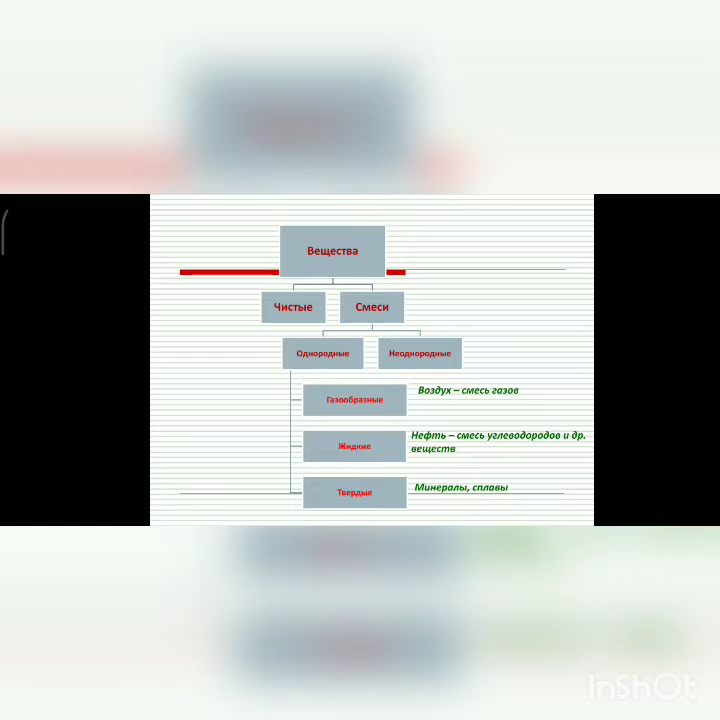 Вещества
Чистые
Смеси
Однородные
Неоднородные
Газообразные
Воздух – смесь газов
Жидкие
Нефть – смесь углеводородов и др.
веществ
Твердые
Минералы, сплавы
InShOt